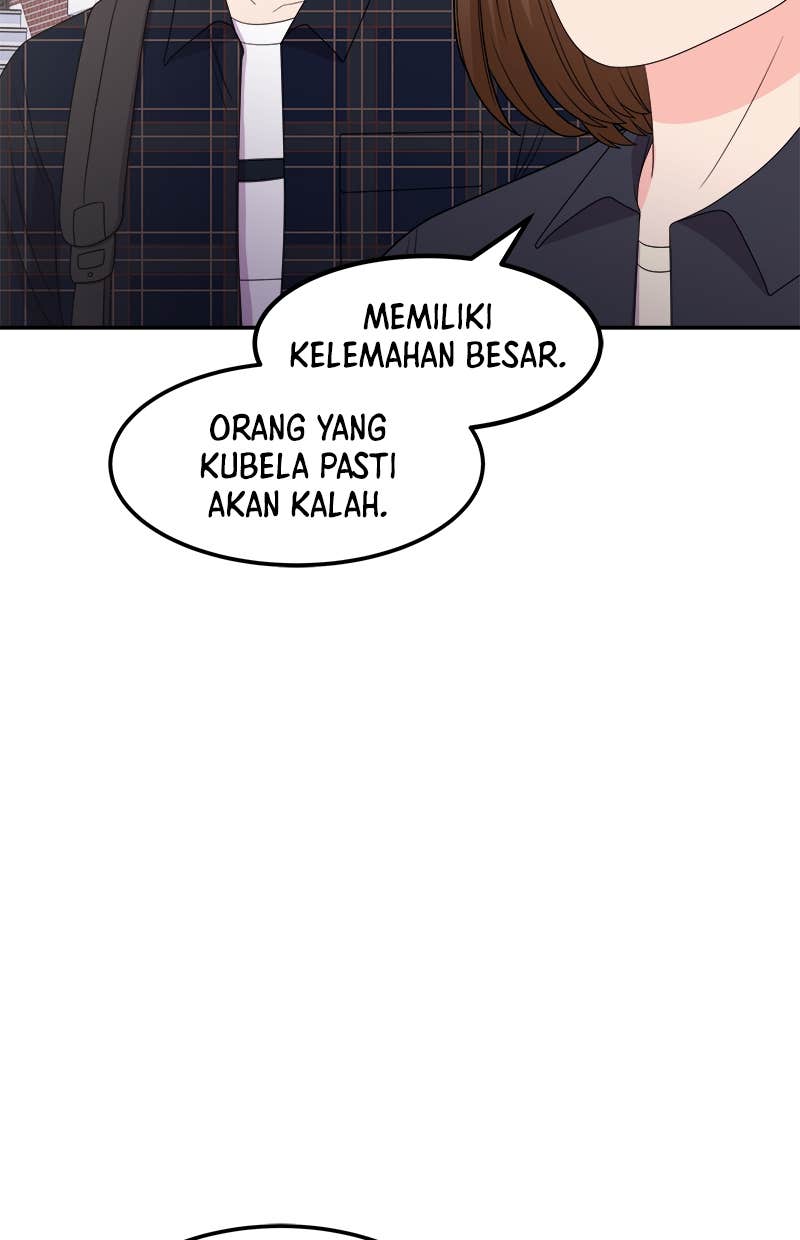 MEMILIKI
KELEMAHAN BESAR.
ORANG YANG
KUBELA PASTI
AKAN KALAH.